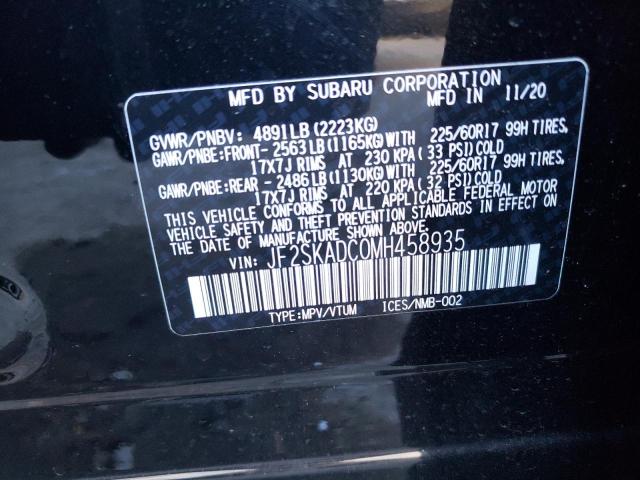 MFD BY SUBARU CORPORATION MFD IN 11/20
GVWR/PNBV: 4891LB(2223KG)
GAWR/PNBE:FRONT-2563LB(1165KG)WITH 225/60R17 99H TIRES,
17X7J RIMS AT 230 KPA(33 PSI)COLD
GAWR/PNBE:REAR -2486LB(1130KG)WITH 225/60R17 99H TIRES,
17X7J RIMS AT 220 KPA(32 PSI)COLD
THIS VEHICLE CONFORMS TO ALL APPLICABLE FEDERAL MOTOR
VEHICLE SAFETY AND THEFT PREVENTION STANDARDS IN EFFECT ON
THE DATE OF MANUFACTURE SHOWN ABOVE.
VIN: JF2SKADC0MH458935
TYPE:MPV/VTUM ICES/NMB-002